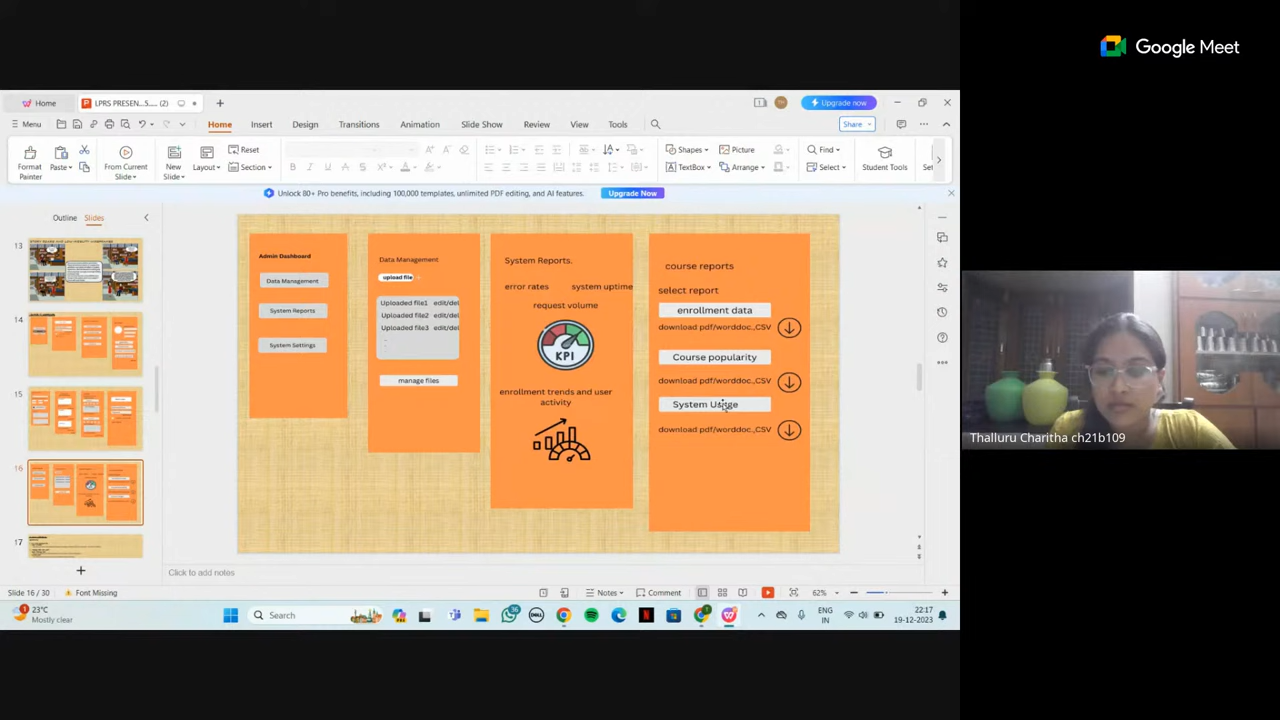 Google Meet
Home
LPRS PRESEN...5..... (2)
Upgrade now
Menu
Home
Insert
Design
Transitions
Animation
Slide Show
Review
View
Tools
Share
Format Painter
Paste
From Current Slide
New Slide
Layout
Reset
Section
B I U A S
Shapes
Picture
TextBox
Arrange
Find
Select
Student Tools
Unlock 80+ Pro benefits, including 100,000 templates, unlimited PDF editing, and AI features.
Upgrade Now
Outline
Slides
13
14
15
16
17
Admin Dashboard
Data Management
System Reports
System Settings
Data Management
upload file
Uploaded file1 edit/del
Uploaded file2 edit/del
Uploaded file3 edit/del
manage files
System Reports.
error rates
system uptime
request volume
KPI
enrollment trends and user activity
course reports
select report
enrollment data
download pdf/worddoc.,CSV
Course popularity
download pdf/worddoc.,CSV
System Usage
download pdf/worddoc.,CSV
Click to add notes
Slide 16 / 30
Font Missing
Notes
Comment
62%
23°C
Mostly clear
Search
ENG
IN
22:17
19-12-2023
Thalluru Charitha ch21b109